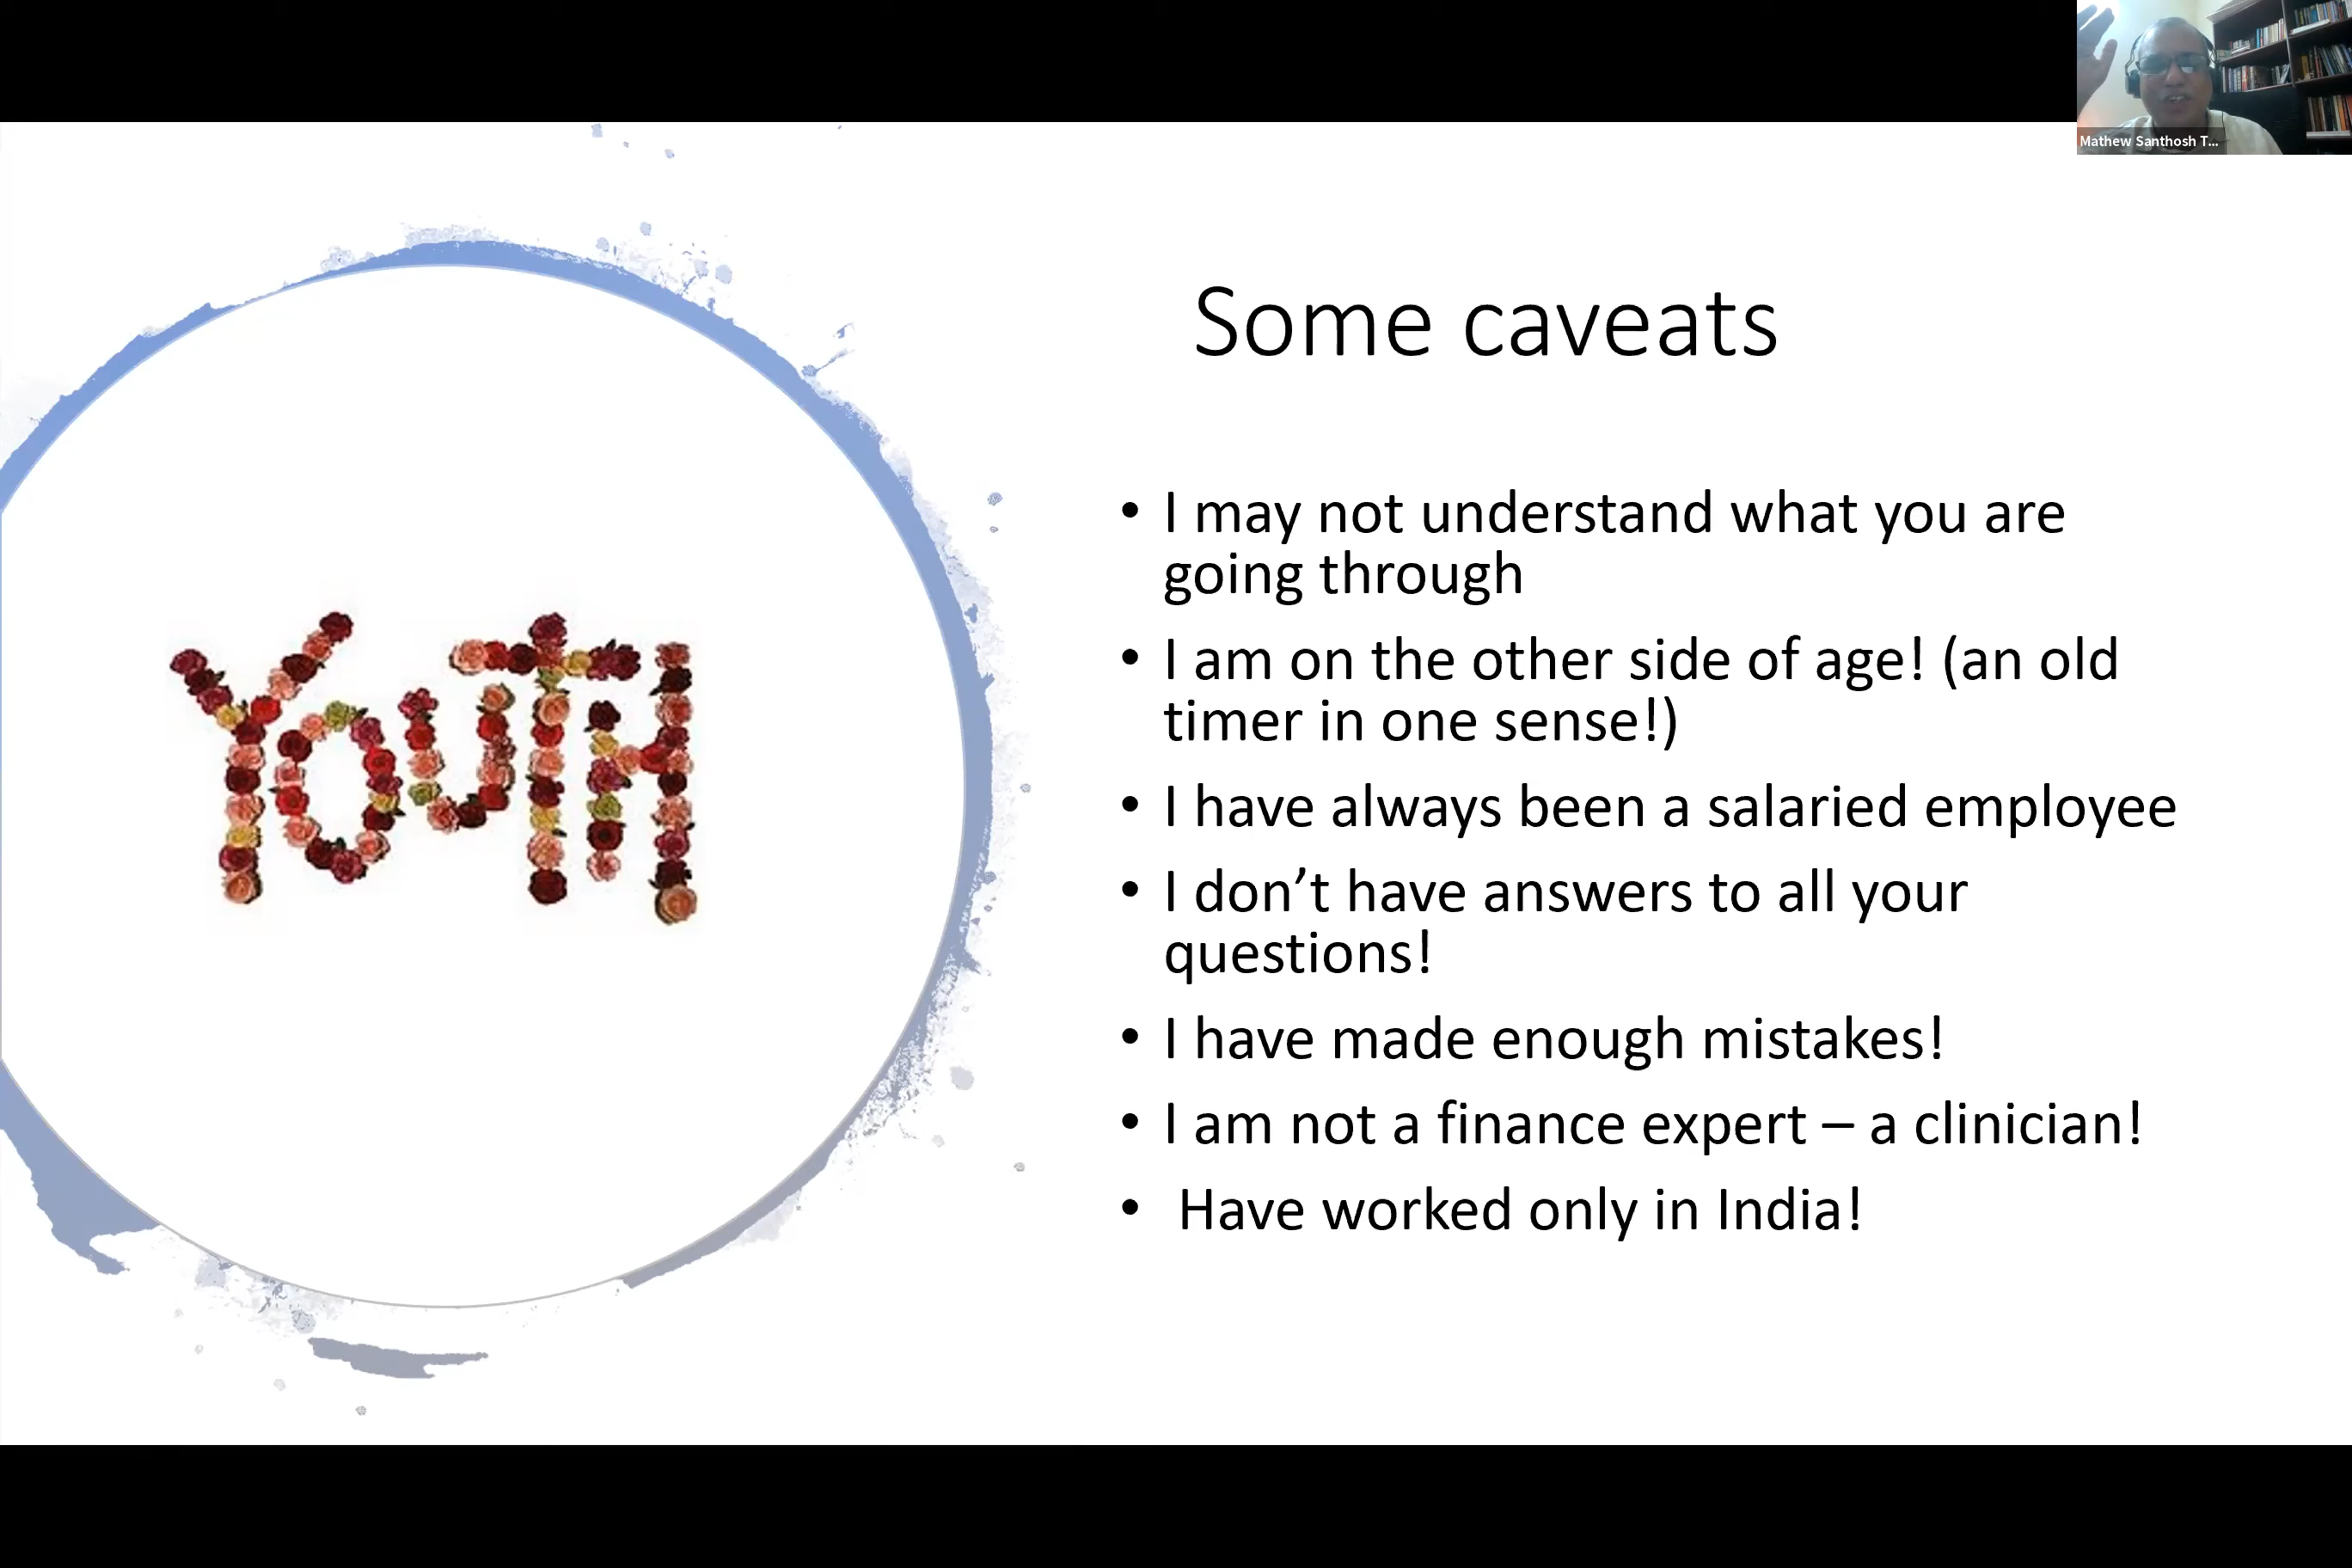 Mathew Santhosh T...
YOUTH
Some caveats
• I may not understand what you are
going through
• I am on the other side of age! (an old
timer in one sense!)
• I have always been a salaried employee
• I don’t have answers to all your
questions!
• I have made enough mistakes!
• I am not a finance expert – a clinician!
• Have worked only in India!